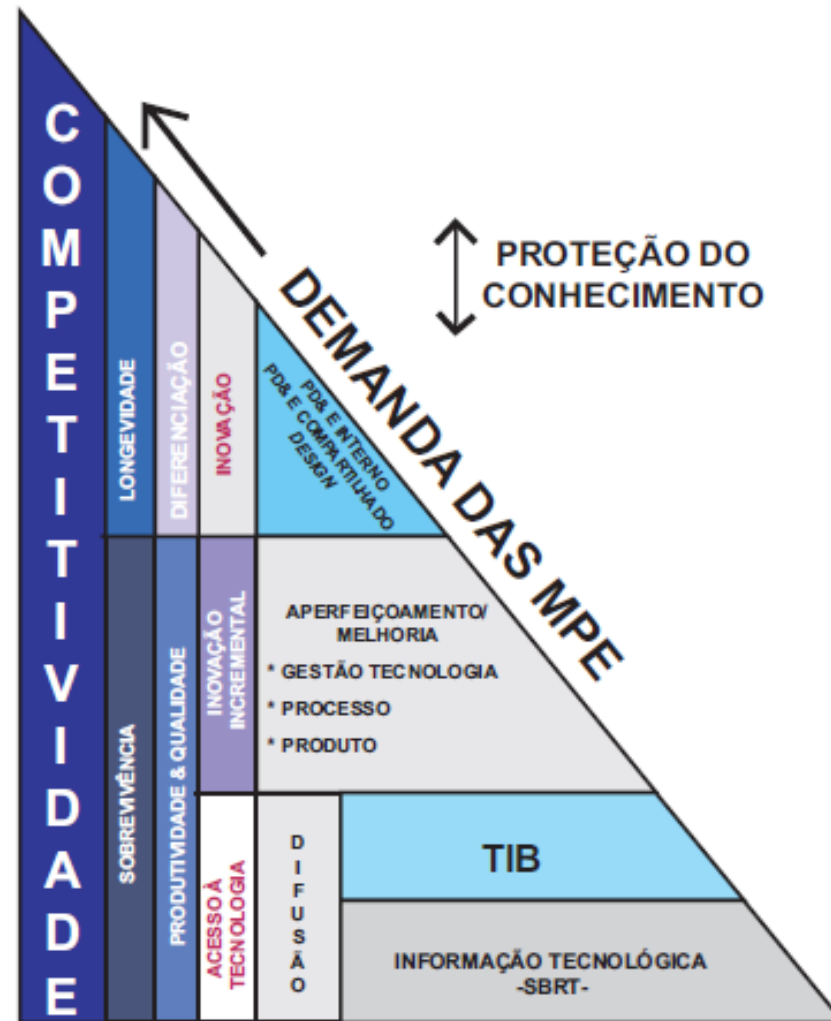 COMPETITIVIDADE
LONGEVIDADE
DIFERENCIAÇÃO
INOVAÇÃO
PD& E INTERNO
PD& E COMPARTILHADO
DESIGN
DEMANDA DAS MPE
PROTEÇÃO DO
CONHECIMENTO
SOBREVIVÊNCIA
PRODUTIVIDADE & QUALIDADE
INOVAÇÃO
INCREMENTAL
APERFEIÇOAMENTO/
MELHORIA
* GESTÃO TECNOLOGIA
* PROCESSO
* PRODUTO
ACESSO À
TECNOLOGIA
DIFUSÃO
TIB
INFORMAÇÃO TECNOLÓGICA
-SBRT-